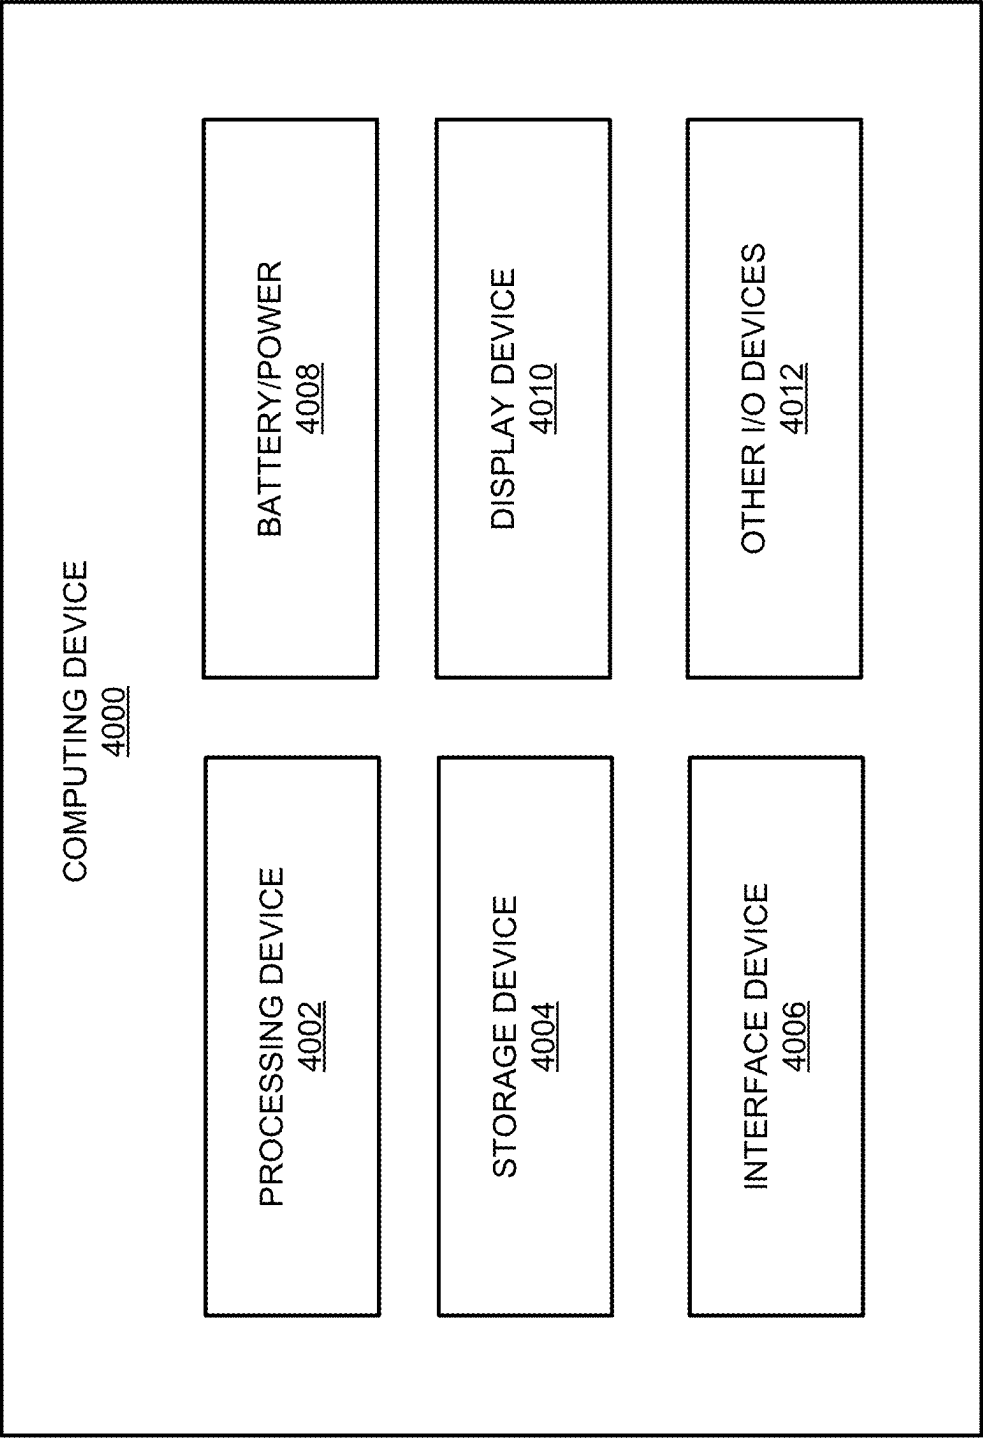 COMPUTING DEVICE
4000
PROCESSING DEVICE
4002
BATTERY/POWER
4008
STORAGE DEVICE
4004
DISPLAY DEVICE
4010
INTERFACE DEVICE
4006
OTHER I/O DEVICES
4012